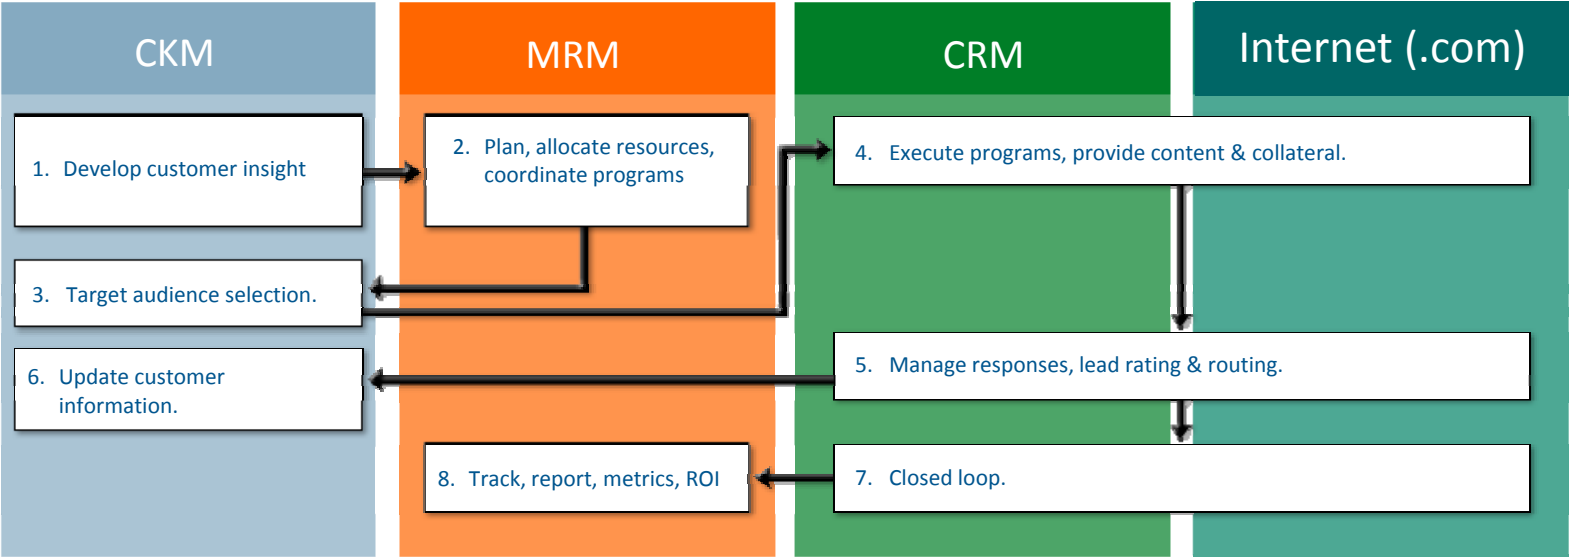 CKM
MRM
CRM
Internet (.com)
1. Develop customer insight
2. Plan, allocate resources,
coordinate programs
3. Target audience selection.
4. Execute programs, provide content & collateral.
5. Manage responses, lead rating & routing.
6. Update customer
information.
7. Closed loop.
8. Track, report, metrics, ROI